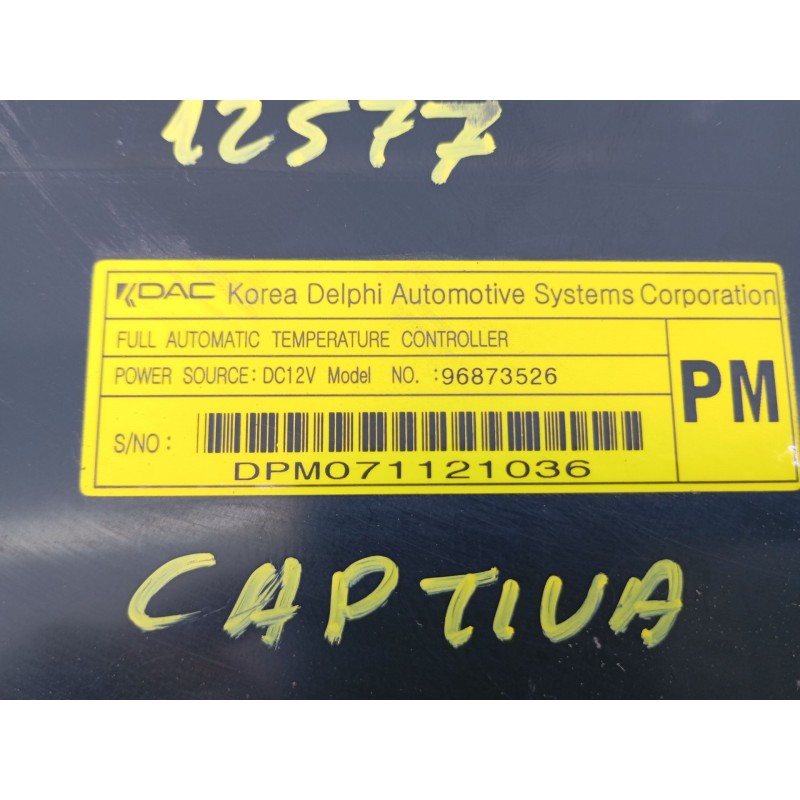 12577
KDAC Korea Delphi Automotive Systems Corporation
FULL AUTOMATIC TEMPERATURE CONTROLLER
POWER SOURCE: DC12V Model NO. :96873526
PM
S/NO :
DPM071121036
CAPTIVA